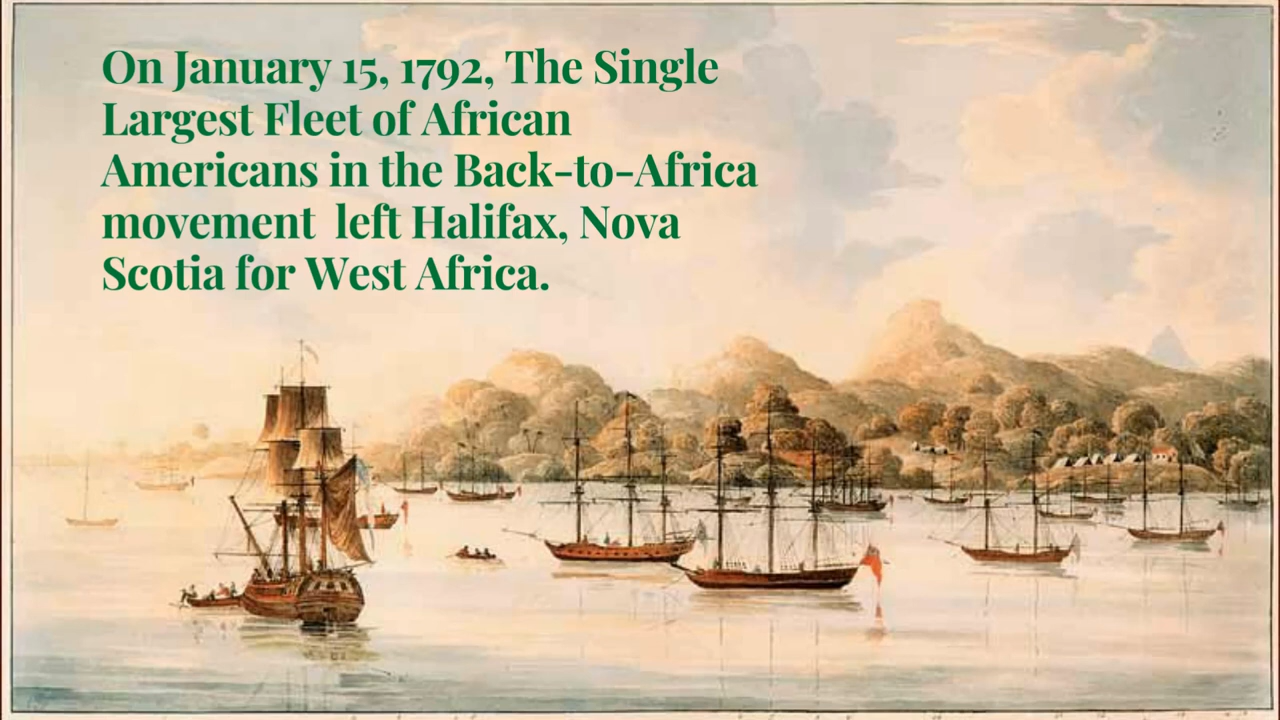 On January 15, 1792, The Single
Largest Fleet of African
Americans in the Back-to-Africa
movement  left Halifax, Nova
Scotia for West Africa.